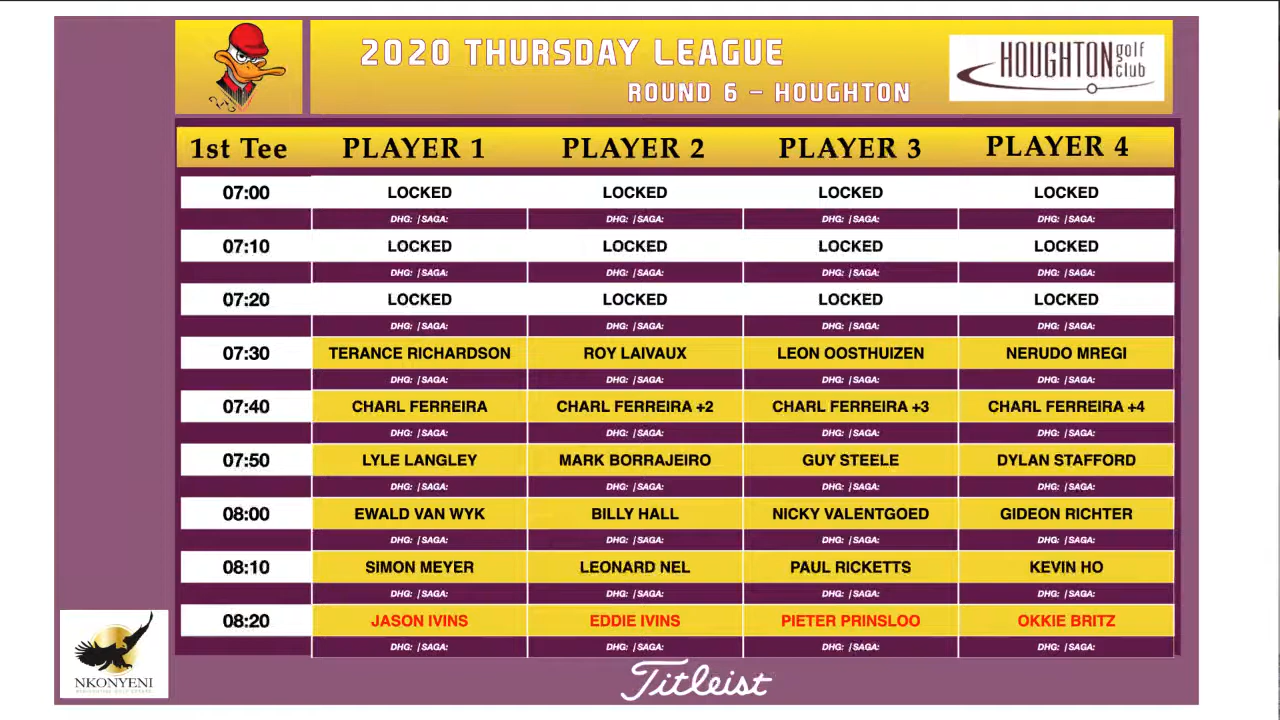 2020 THURSDAY LEAGUE
ROUND 6 – HOUGHTON
HOUGHTON golf club
1st Tee PLAYER 1 PLAYER 2 PLAYER 3 PLAYER 4
07:00 LOCKED LOCKED LOCKED LOCKED
DHG: |SAGA: DHG: |SAGA: DHG: |SAGA: DHG: |SAGA:
07:10 LOCKED LOCKED LOCKED LOCKED
DHG: |SAGA: DHG: |SAGA: DHG: |SAGA: DHG: |SAGA:
07:20 LOCKED LOCKED LOCKED LOCKED
DHG: |SAGA: DHG: |SAGA: DHG: |SAGA: DHG: |SAGA:
07:30 TERANCE RICHARDSON ROY LAIVAUX LEON OOSTHUIZEN NERUDO MREGI
DHG: |SAGA: DHG: |SAGA: DHG: |SAGA: DHG: |SAGA:
07:40 CHARL FERREIRA CHARL FERREIRA +2 CHARL FERREIRA +3 CHARL FERREIRA +4
DHG: |SAGA: DHG: |SAGA: DHG: |SAGA: DHG: |SAGA:
07:50 LYLE LANGLEY MARK BORRAJEIRO GUY STEELE DYLAN STAFFORD
DHG: |SAGA: DHG: |SAGA: DHG: |SAGA: DHG: |SAGA:
08:00 EWALD VAN WYK BILLY HALL NICKY VALENTGOED GIDEON RICHTER
DHG: |SAGA: DHG: |SAGA: DHG: |SAGA: DHG: |SAGA:
08:10 SIMON MEYER LEONARD NEL PAUL RICKETTS KEVIN HO
DHG: |SAGA: DHG: |SAGA: DHG: |SAGA: DHG: |SAGA:
08:20 JASON IVINS EDDIE IVINS PIETER PRINSLOO OKKIE BRITZ
DHG: |SAGA: DHG: |SAGA: DHG: |SAGA: DHG: |SAGA:
NKONYENI
Titleist